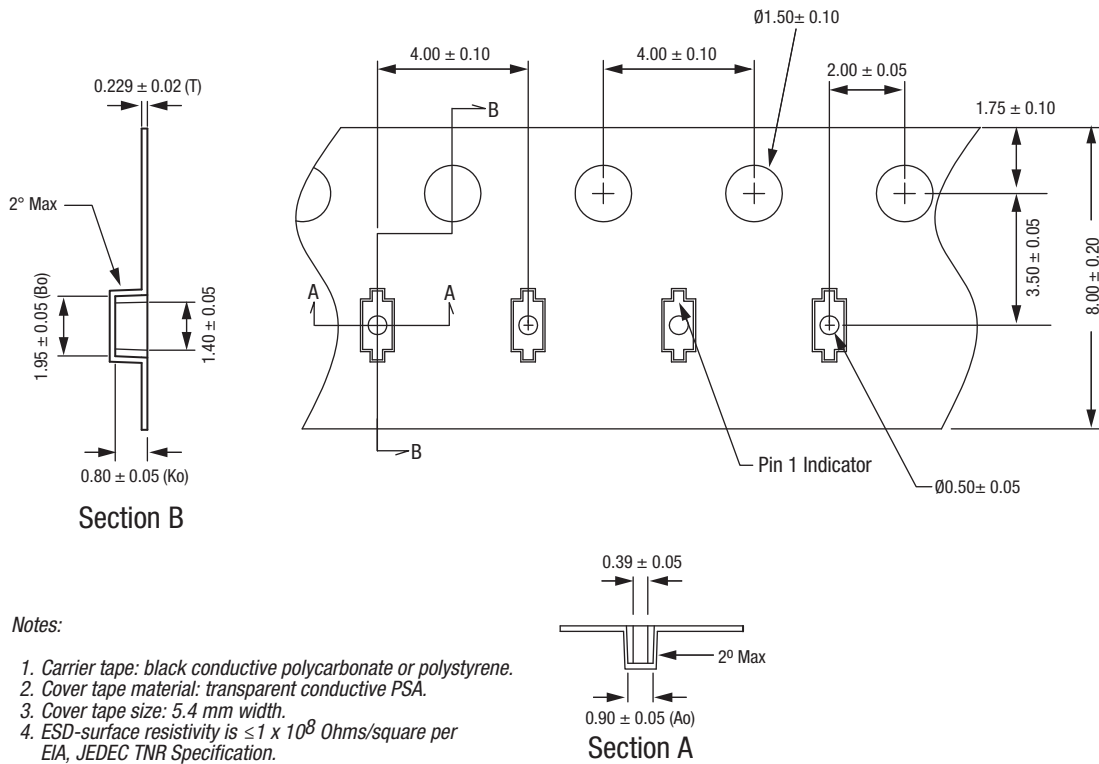 Ø1.50± 0.10
4.00 ± 0.10
4.00 ± 0.10
2.00 ± 0.05
0.229 ± 0.02 (T)
1.75 ± 0.10
B
2° Max
3.50 ± 0.05
8.00 ± 0.20
A
A
1.95 ± 0.05 (Bo)
1.40 ± 0.05
B
Pin 1 Indicator
0.80 ± 0.05 (Ko)
Ø0.50± 0.05
Section B
0.39 ± 0.05
2º Max
0.90 ± 0.05 (Ao)
Section A
Notes:
1. Carrier tape: black conductive polycarbonate or polystyrene.
2. Cover tape material: transparent conductive PSA.
3. Cover tape size: 5.4 mm width.
4. ESD-surface resistivity is ≤1 x 10⁸ Ohms/square per
EIA, JEDEC TNR Specification.